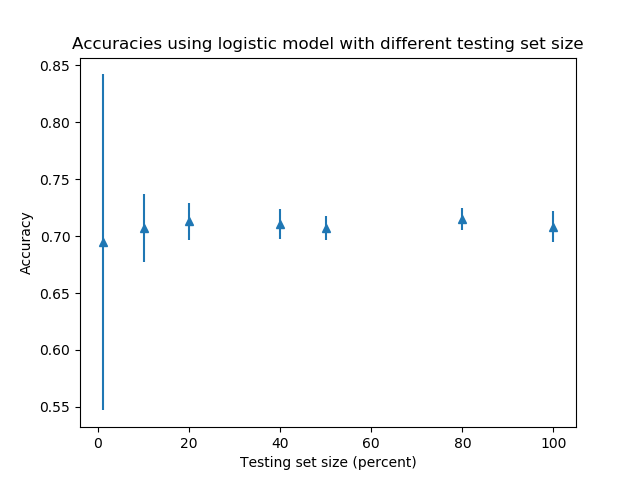 Accuracies using logistic model with different testing set size
0.85
0.80
0.75
0.70
0.65
0.60
0.55
Accuracy
0 20 40 60 80 100
Testing set size (percent)